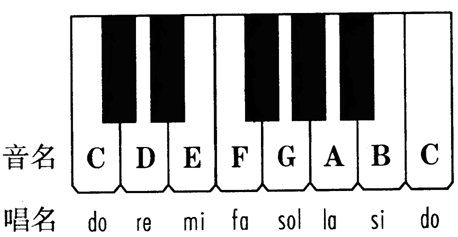 音名 C D E F G A B C
唱名 do re mi fa sol la si do